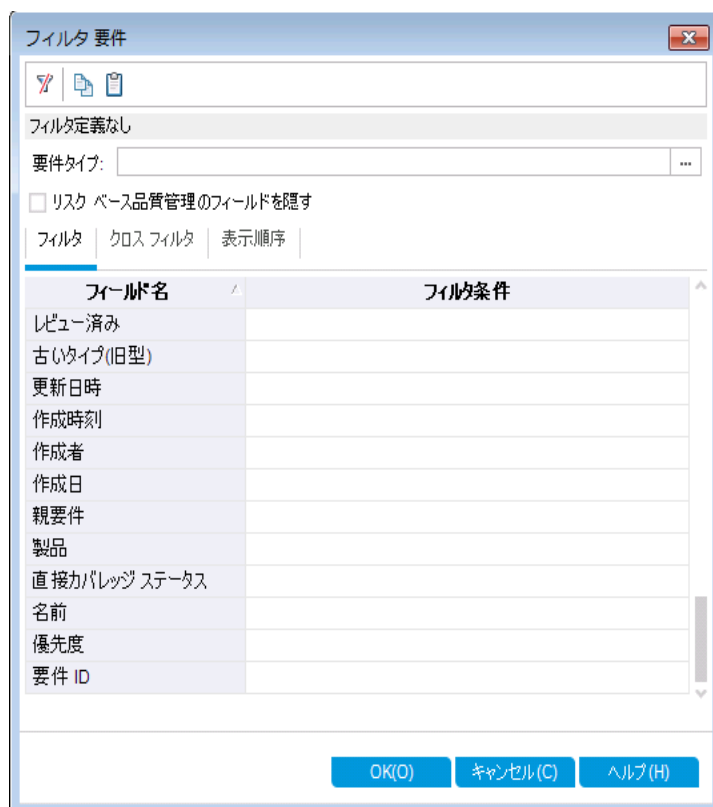 フィルタ 要件
フィルタ定義なし
要件タイプ: ...
リスク ベース品質管理のフィールドを隠す
フィルタ クロス フィルタ 表示順序
フィールド名 フィルタ条件
レビュー済み
古いタイプ(旧型)
更新日時
作成時刻
作成者
作成日
親要件
製品
直接カバレッジ ステータス
名前
優先度
要件 ID
OK(O) キャンセル(C) ヘルプ(H)